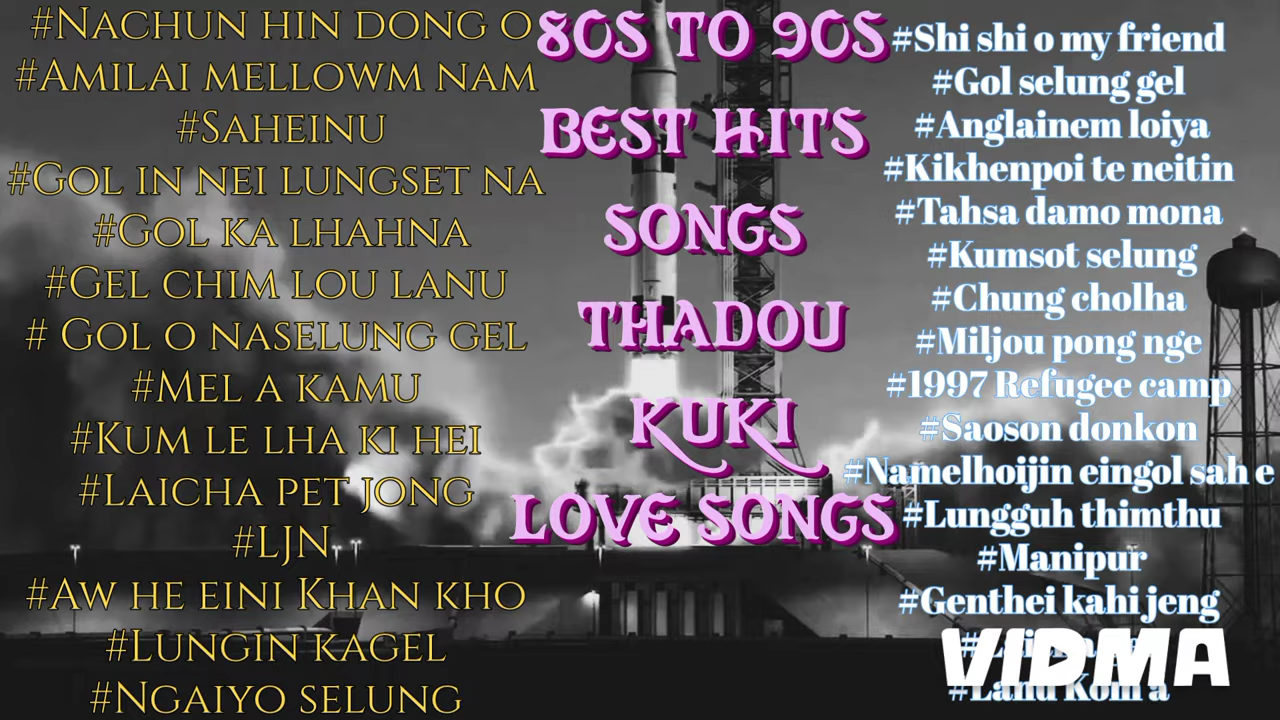 #Nachun hin dong o
#Amilai mellowm nam
#Saheinu
#Gol in nei lungset na
#Gol ka lhahna
#Gel chim lou lanu
# Gol o naselung gel
#Mel a kamu
#Kum le lha ki hei
#Laicha pet jong
#LJN
#Aw he eini Khan kho
#Lungin kagel
#Ngaiyo selung
80s TO 90s
BEST HITS
SONGS
THADOU
KUKI
LOVE SONGS
#Shi shi o my friend
#Gol selung gel
#Anglainem loiya
#Kikhenpoi te neitin
#Tahsa damo mona
#Kumsot selung
#Chung cholha
#Miljou pong nge
#1997 Refugee camp
#Saoson donkon
#Namelhoijin eingol sah e
#Lungguh thimthu
#Manipur
#Genthei kahi jeng
#Lanu Kom a
VIDMA